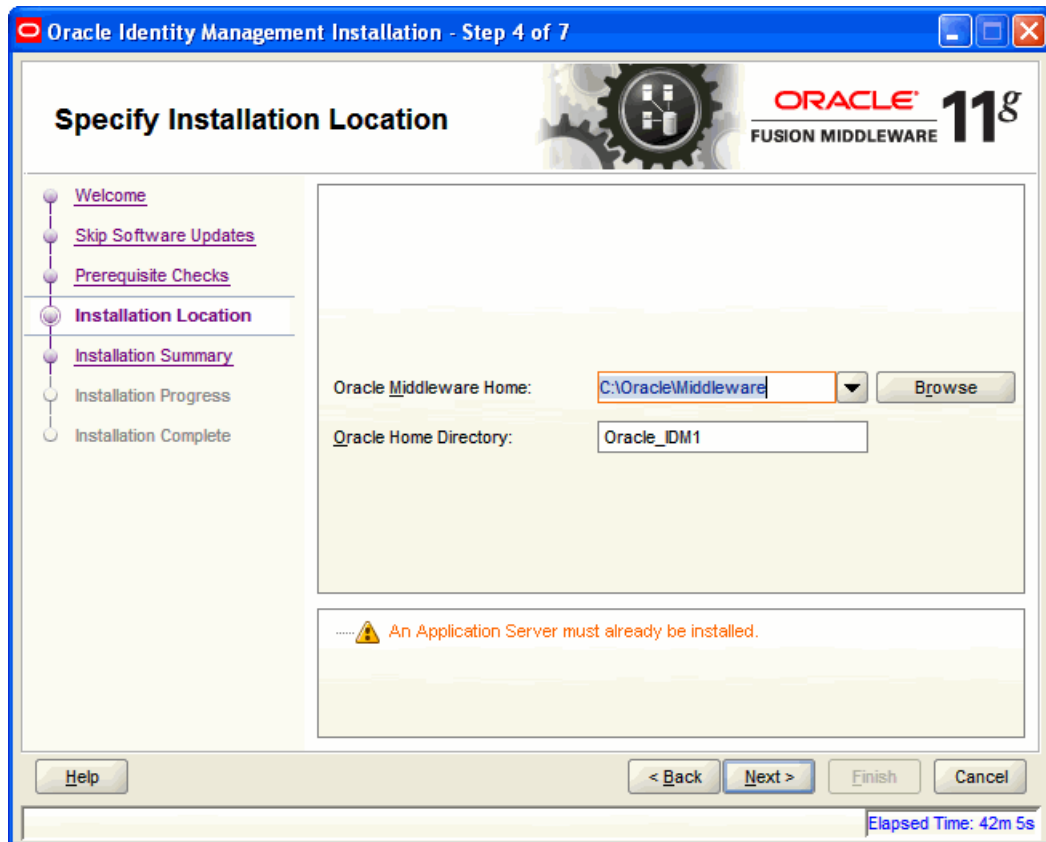 Oracle Identity Management Installation - Step 4 of 7
Specify Installation Location
ORACLE
FUSION MIDDLEWARE
11g
Welcome
Skip Software Updates
Prerequisite Checks
Installation Location
Installation Summary
Installation Progress
Installation Complete
Oracle Middleware Home: C:\Oracle\Middleware Browse
Oracle Home Directory: Oracle_IDM1
An Application Server must already be installed.
Help < Back Next > Finish Cancel
Elapsed Time: 42m 5s